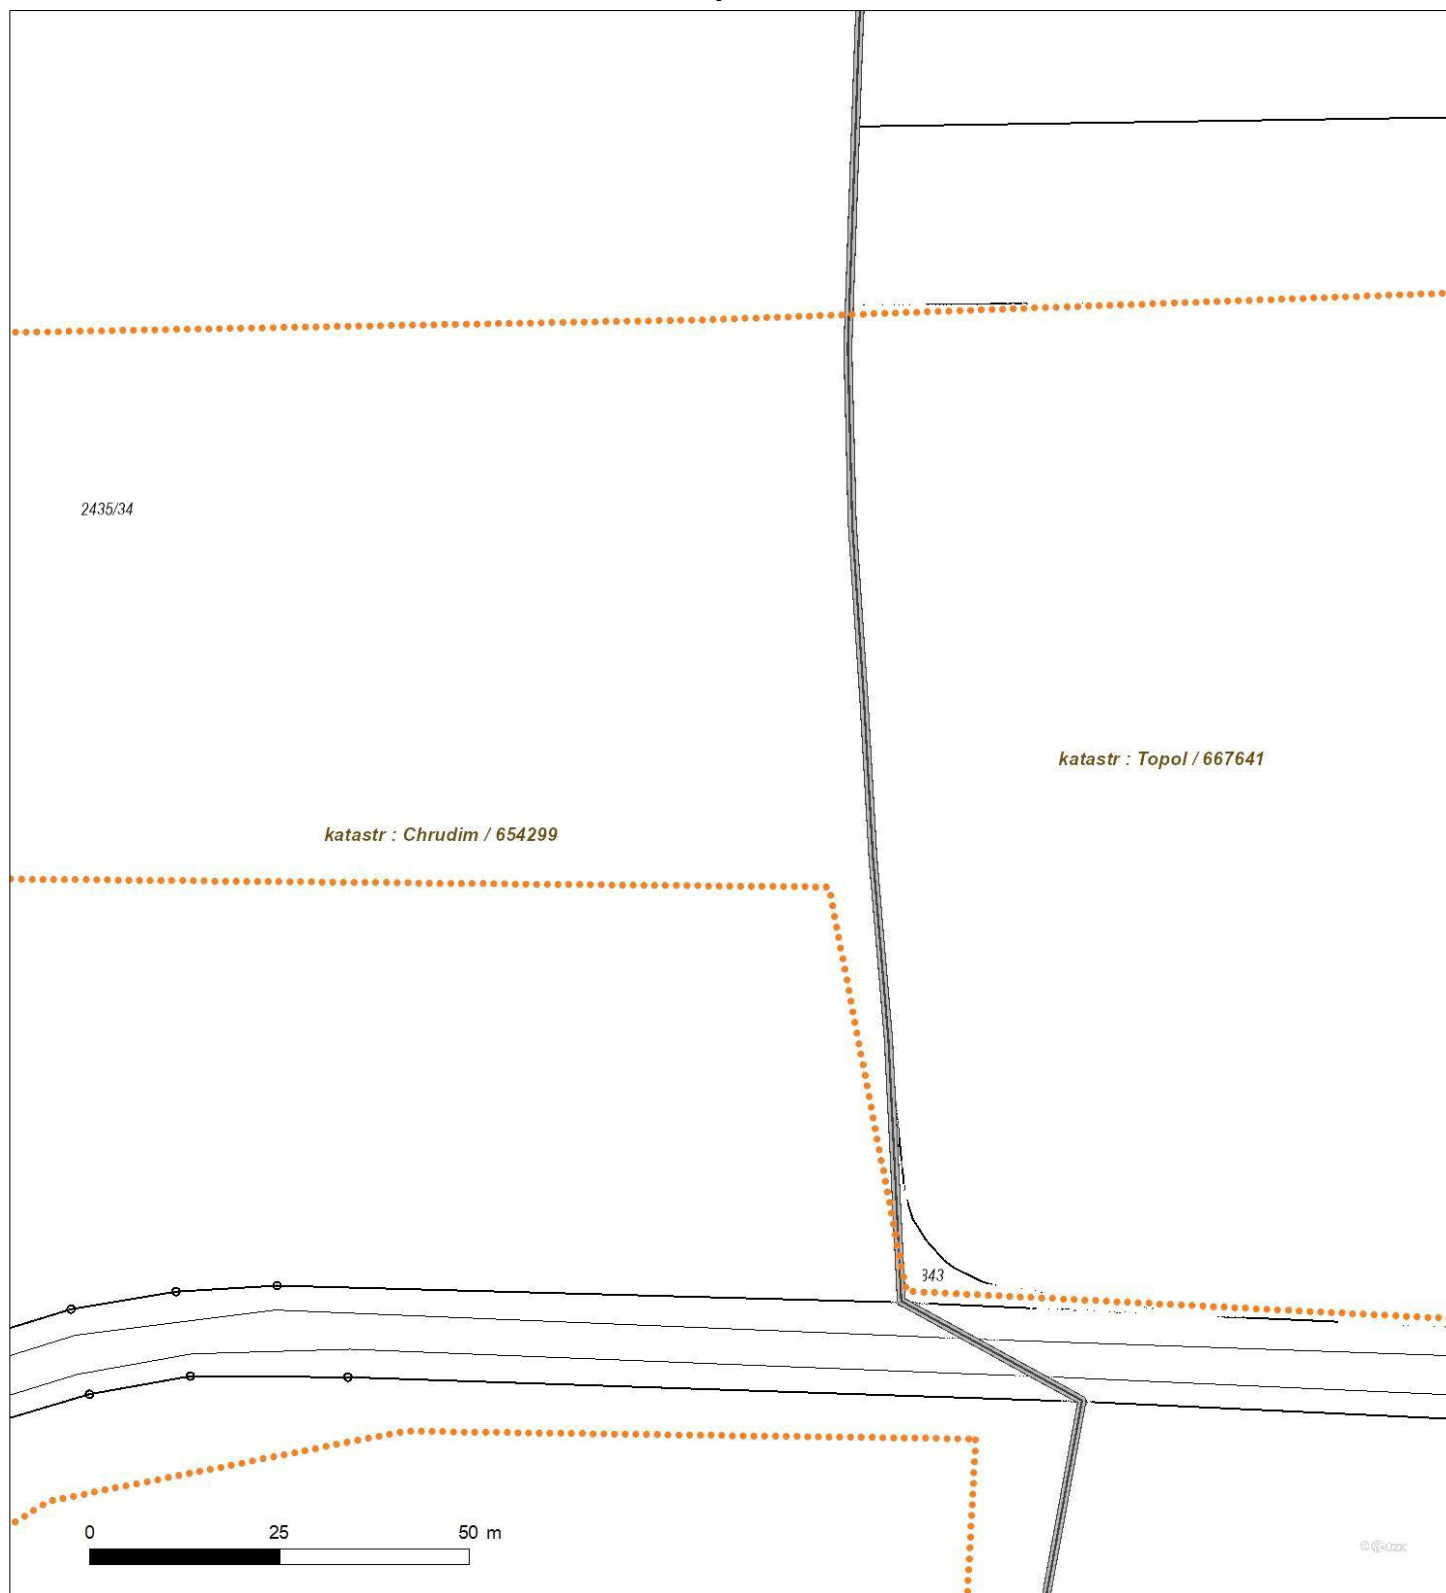 2435/34
katastr : Topol / 667641
katastr : Chrudim / 654299
343
0 25 50 m